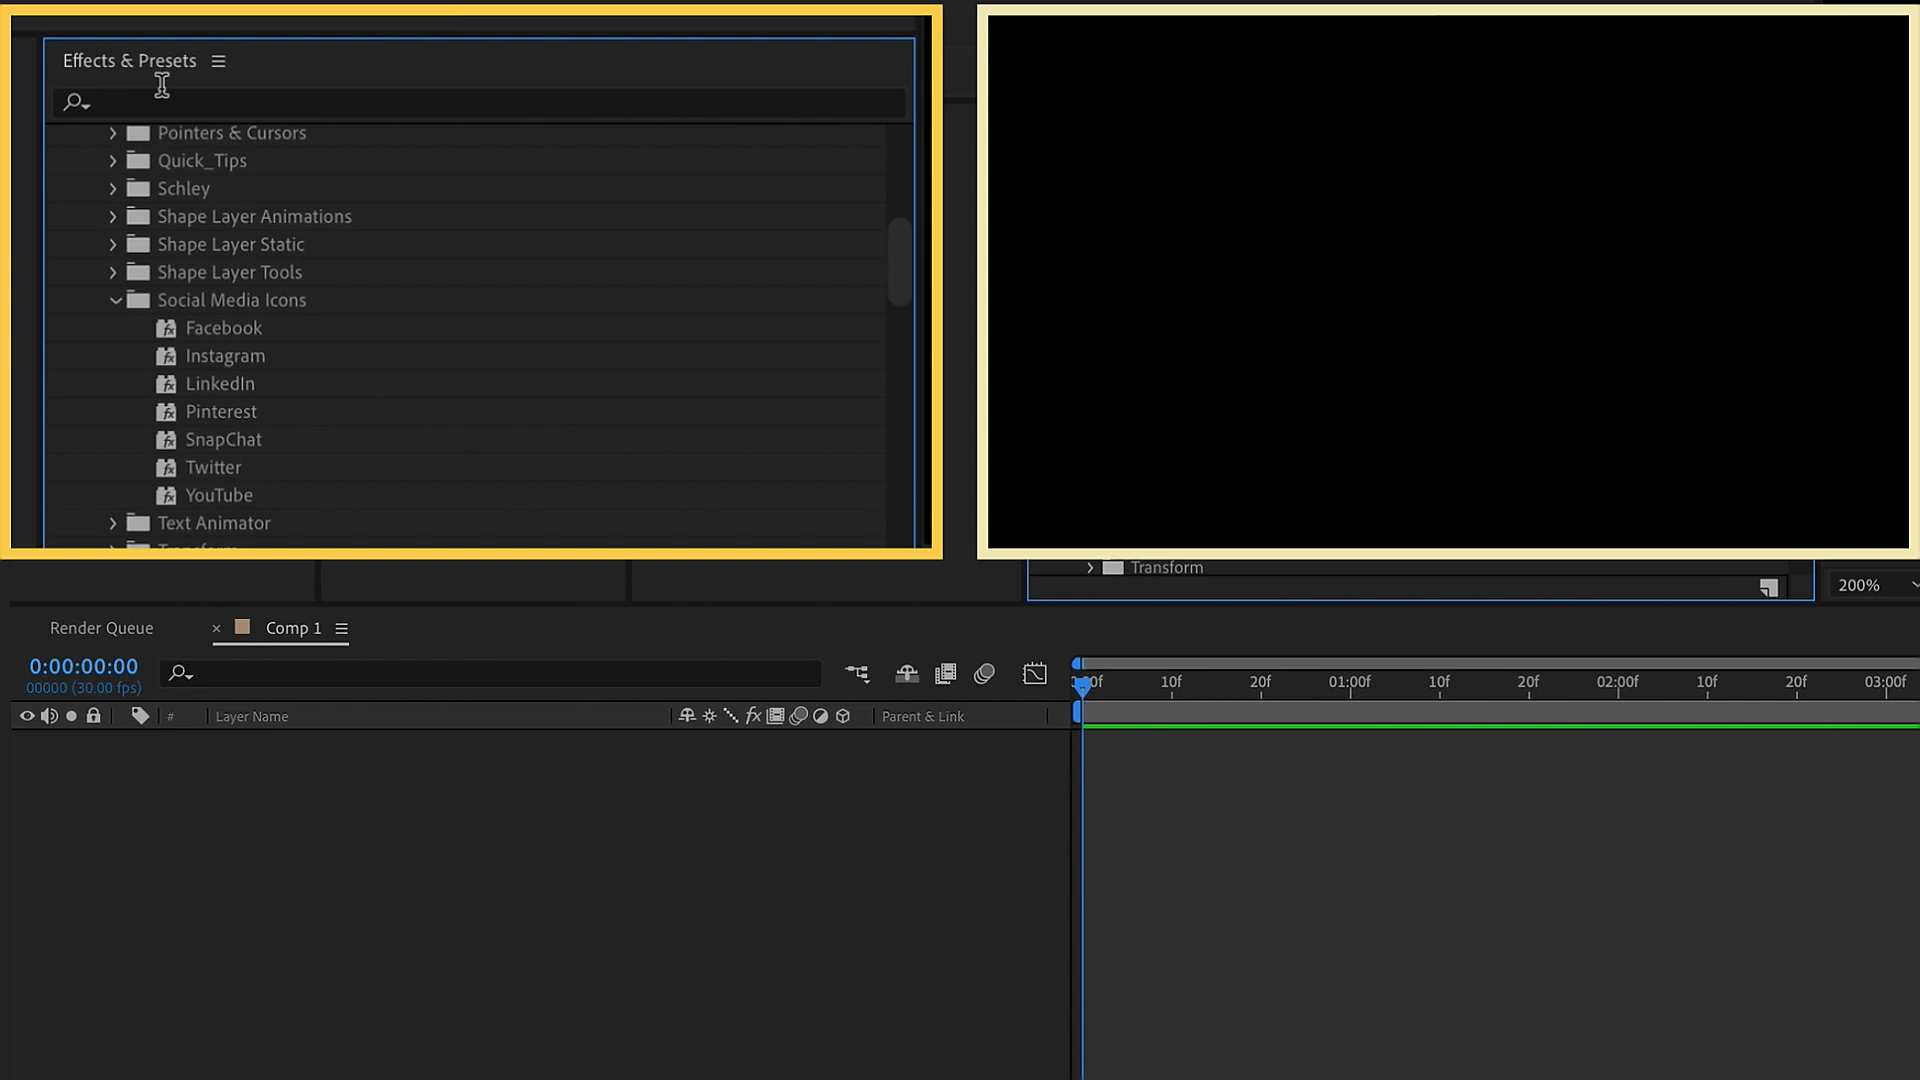 Effects & Presets
Pointers & Cursors
Quick_Tips
Schley
Shape Layer Animations
Shape Layer Static
Shape Layer Tools
Social Media Icons
Facebook
Instagram
LinkedIn
Pinterest
SnapChat
Twitter
YouTube
Text Animator
Transform
Transform
200%
Render Queue
× Comp 1
0:00:00:00
00000 (30.00 fps)
10f 20f 01:00f 10f 20f 02:00f 10f 20f 03:00f
# Layer Name fx Parent & Link